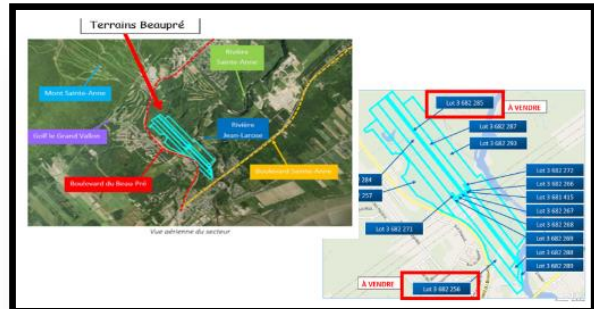 Terrains Beaupré
Rivière
Sainte-Anne
Mont Sainte-Anne
Golf le Grand Vallon
Rivière
Jean-Larose
Boulevard du Beau Pré
Boulevard Sainte-Anne
Vue aérienne du secteur
Lot 3 682 285
À VENDRE
Lot 3 682 287
Lot 3 682 293
284
257
Lot 3 682 272
Lot 3 682 266
Lot 3 681 415
Lot 3 682 267
Lot 3 682 268
Lot 3 682 269
Lot 3 682 288
Lot 3 682 289
Lot 3 682 271
À VENDRE
Lot 3 682 256